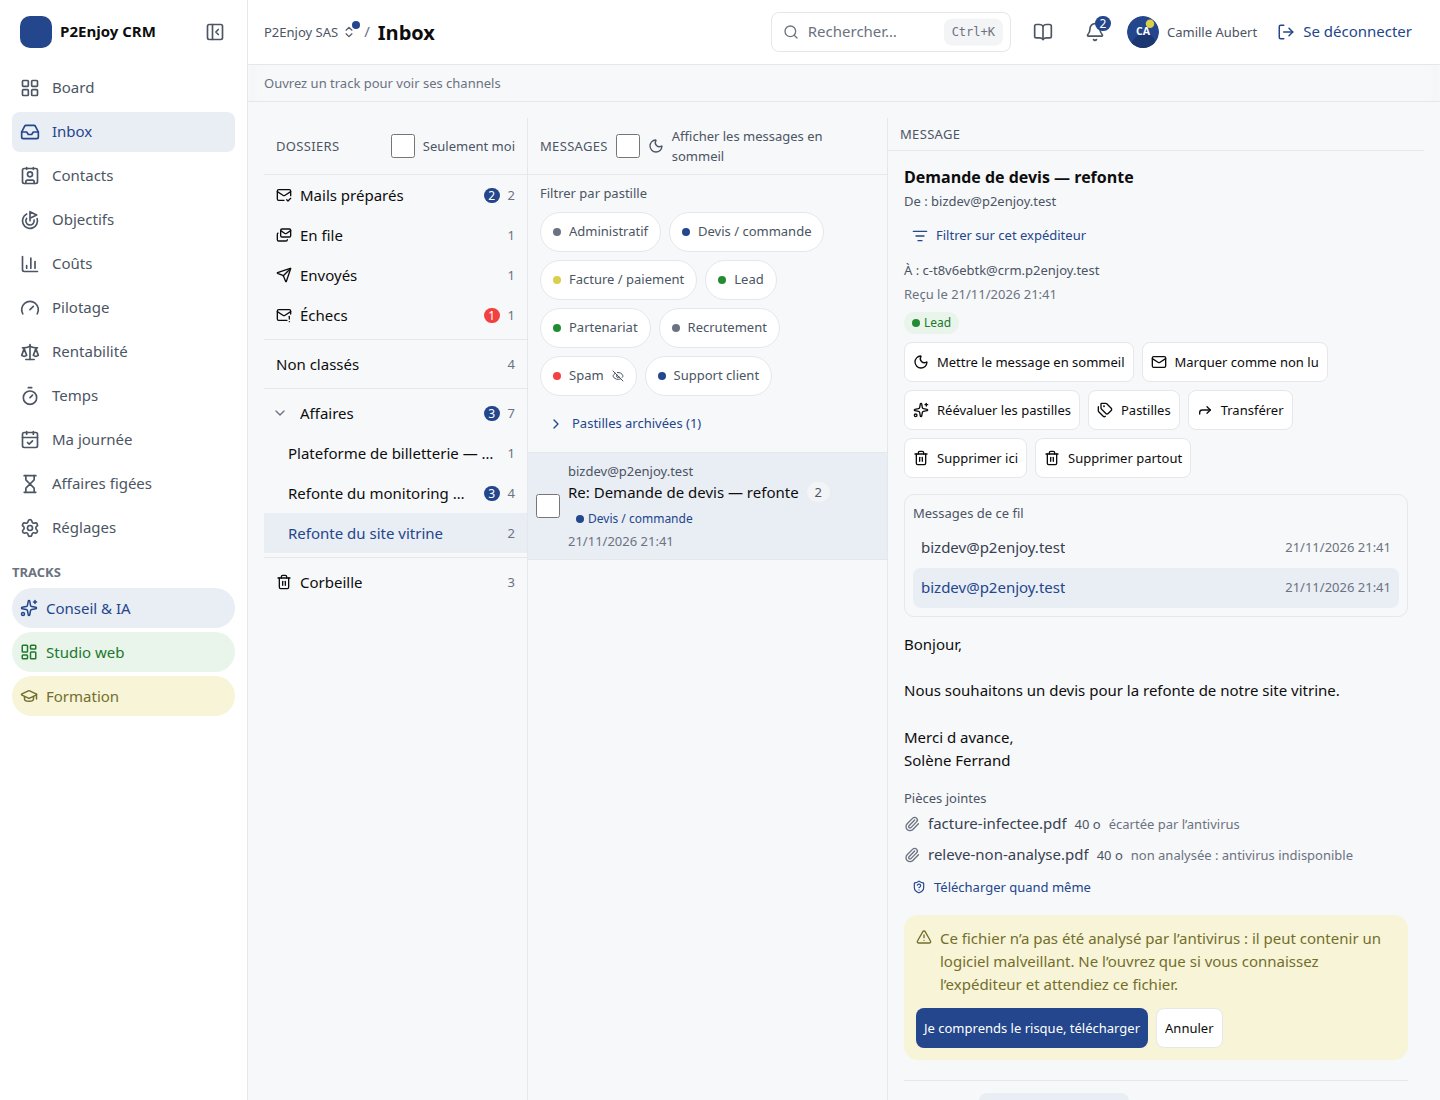 P2Enjoy CRM
Board
Inbox
Contacts
Objectifs
Coûts
Pilotage
Rentabilité
Temps
Ma journée
Affaires figées
Réglages
TRACKS
Conseil & IA
Studio web
Formation
P2Enjoy SAS / Inbox
Rechercher... Ctrl+K
2
CA Camille Aubert
Se déconnecter
Ouvrez un track pour voir ses channels
DOSSIERS Seulement moi
Mails préparés 2 2
En file 1
Envoyés 1
Échecs 1 1
Non classés 4
Affaires 3 7
Plateforme de billetterie — ... 1
Refonte du monitoring ... 3 4
Refonte du site vitrine 2
Corbeille 3
MESSAGES Afficher les messages en
sommeil
Filtrer par pastille
Administratif Devis / commande
Facture / paiement Lead
Partenariat Recrutement
Spam Support client
Pastilles archivées (1)
bizdev@p2enjoy.test
Re: Demande de devis — refonte 2
Devis / commande
21/11/2026 21:41
MESSAGE
Demande de devis — refonte
De : bizdev@p2enjoy.test
Filtrer sur cet expéditeur
À : c-t8v6ebtk@crm.p2enjoy.test
Reçu le 21/11/2026 21:41
Lead
Mettre le message en sommeil Marquer comme non lu
Réévaluer les pastilles Pastilles Transférer
Supprimer ici Supprimer partout
Messages de ce fil
bizdev@p2enjoy.test 21/11/2026 21:41
bizdev@p2enjoy.test 21/11/2026 21:41
Bonjour,
Nous souhaitons un devis pour la refonte de notre site vitrine.
Merci d avance,
Solène Ferrand
Pièces jointes
facture-infectee.pdf 40 o écartée par l’antivirus
releve-non-analyse.pdf 40 o non analysée : antivirus indisponible
Télécharger quand même
Ce fichier n’a pas été analysé par l’antivirus : il peut contenir un
logiciel malveillant. Ne l’ouvrez que si vous connaissez
l’expéditeur et attendiez ce fichier.
Je comprends le risque, télécharger Annuler